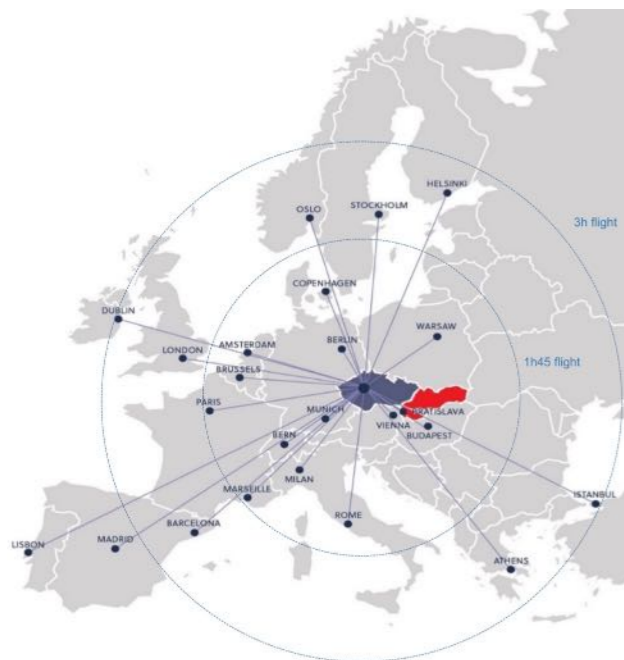 HELSINKI
OSLO
STOCKHOLM
3h flight
COPENHAGEN
DUBLIN
WARSAW
BERLIN
AMSTERDAM
LONDON
1h45 flight
BRUSSELS
PARIS
MUNICH
BRATISLAVA
VIENNA
BUDAPEST
BERN
MILAN
MARSEILLE
ISTANBUL
ROME
BARCELONA
MADRID
LISBON
ATHENS